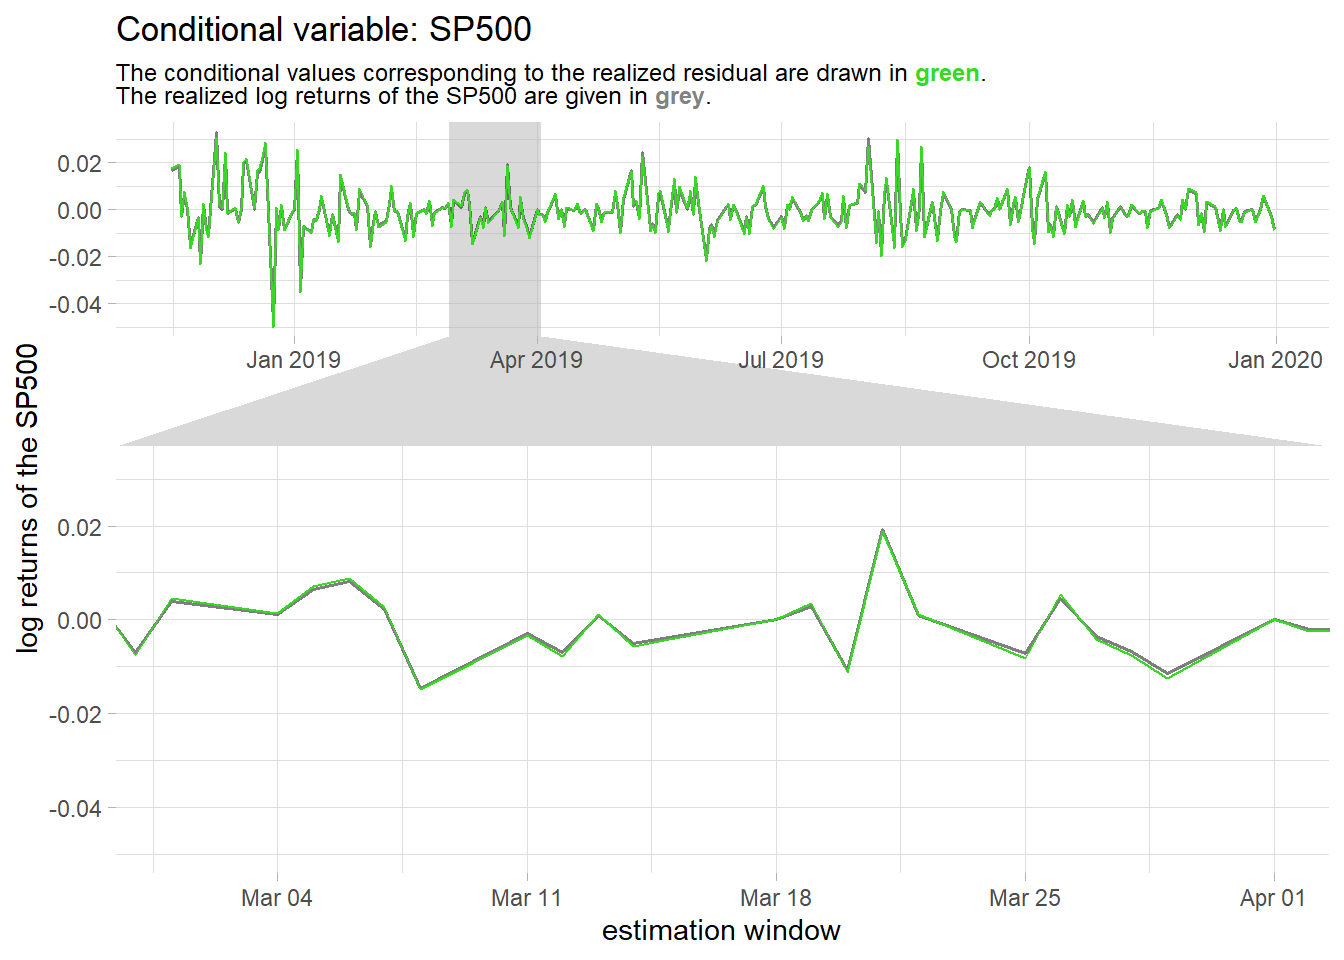 Conditional variable: SP500
The conditional values corresponding to the realized residual are drawn in green.
The realized log returns of the SP500 are given in grey.
0.02
0.00
-0.02
-0.04
Jan 2019
Apr 2019
Jul 2019
Oct 2019
Jan 2020
log returns of the SP500
0.02
0.00
-0.02
-0.04
Mar 04
Mar 11
Mar 18
Mar 25
Apr 01
estimation window